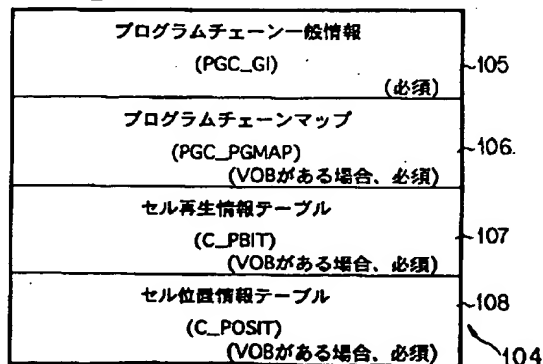 プログラムチェーン一般情報
(PGC_GI)
(必須)
105
プログラムチェーンマップ
(PGC_PGMAP)
(VOBがある場合、必須)
106
セル再生情報テーブル
(C_PBIT)
(VOBがある場合、必須)
107
セル位置情報テーブル
(C_POSIT)
(VOBがある場合、必須)
108
104